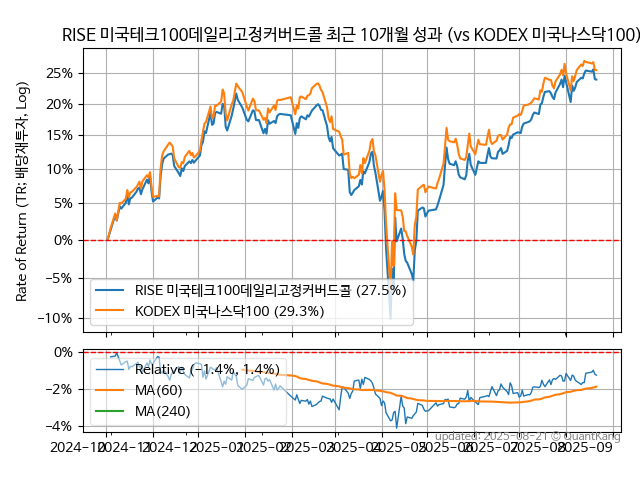 RISE 미국테크100데일리고정커버드콜 최근 10개월 성과 (vs KODEX 미국나스닥100)
Rate of Return (TR: 배당재투자, Log)
25%
20%
15%
10%
5%
0%
−5%
−10%
RISE 미국테크100데일리고정커버드콜 (27.5%)
KODEX 미국나스닥100 (29.3%)
0%
−2%
−4%
Relative (−1.4%, 1.4%)
MA(60)
MA(240)
updated: 2025-08-21 © QuantKang
2024-10 2024-11 2024-12 2025-01 2025-02 2025-03 2025-04 2025-05 2025-06 2025-07 2025-08 2025-09